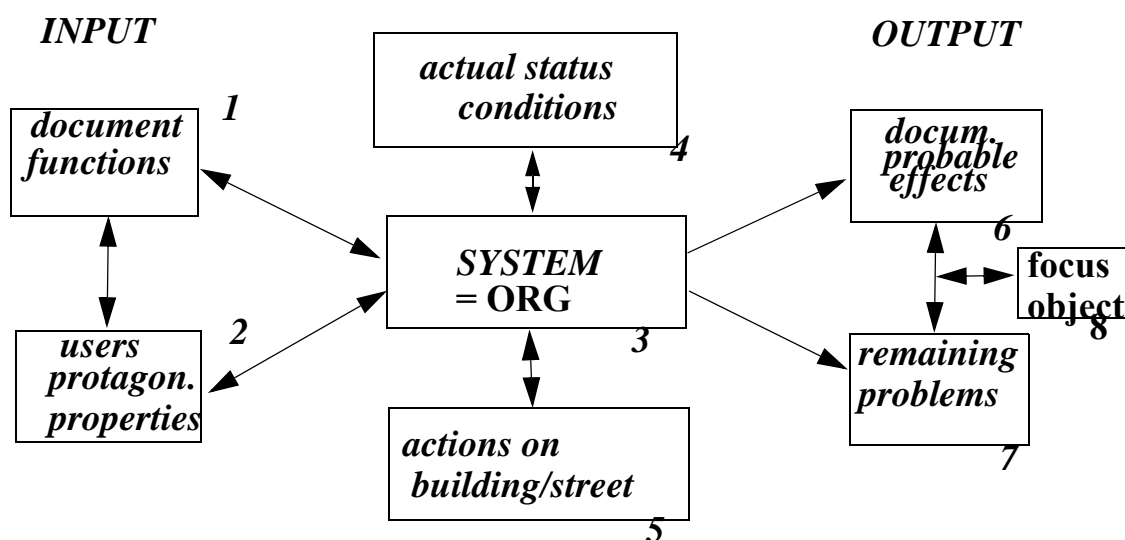 INPUT
OUTPUT
document
functions
1
users
protagon.
properties
2
actual status
conditions
4
SYSTEM
= ORG
3
actions on
building/street
5
docum.
probable
effects
6
focus
object
8
remaining
problems
7